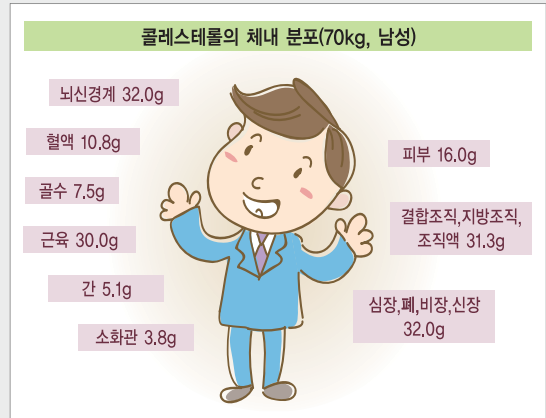 콜레스테롤의 체내 분포(70kg, 남성)
뇌신경계 32.0g
혈액 10.8g
골수 7.5g
근육 30.0g
간 5.1g
소화관 3.8g
피부 16.0g
결합조직,지방조직,
조직액 31.3g
심장,폐,비장,신장
32.0g